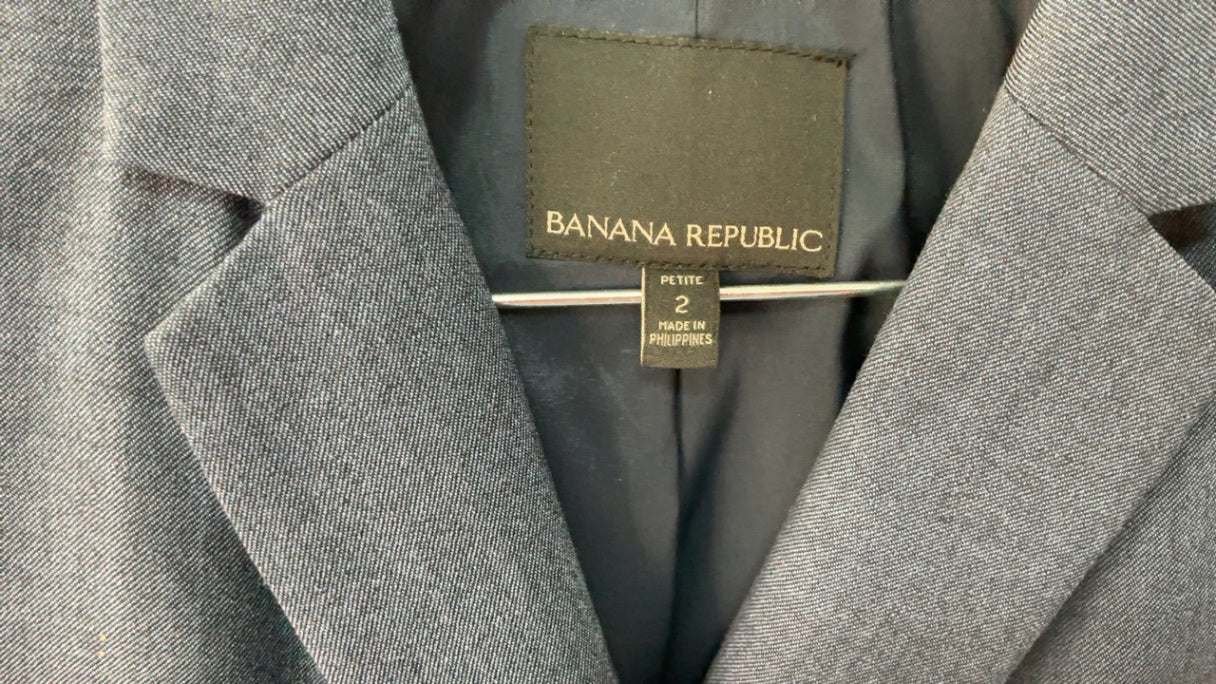 BANANA REPUBLIC
PETITE
2
MADE IN
PHILIPPINES